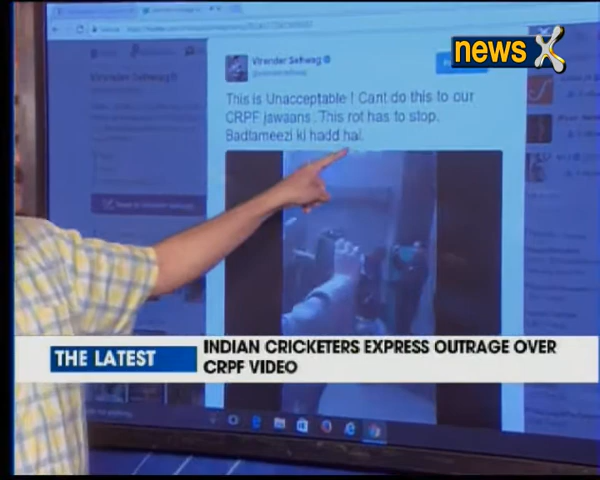 news X
Virender Sehwag
This is Unacceptable ! Cant do this to our
CRPF jawaans . This rot has to stop.
Badtameezi ki hadd hai.
THE LATEST
INDIAN CRICKETERS EXPRESS OUTRAGE OVER
CRPF VIDEO